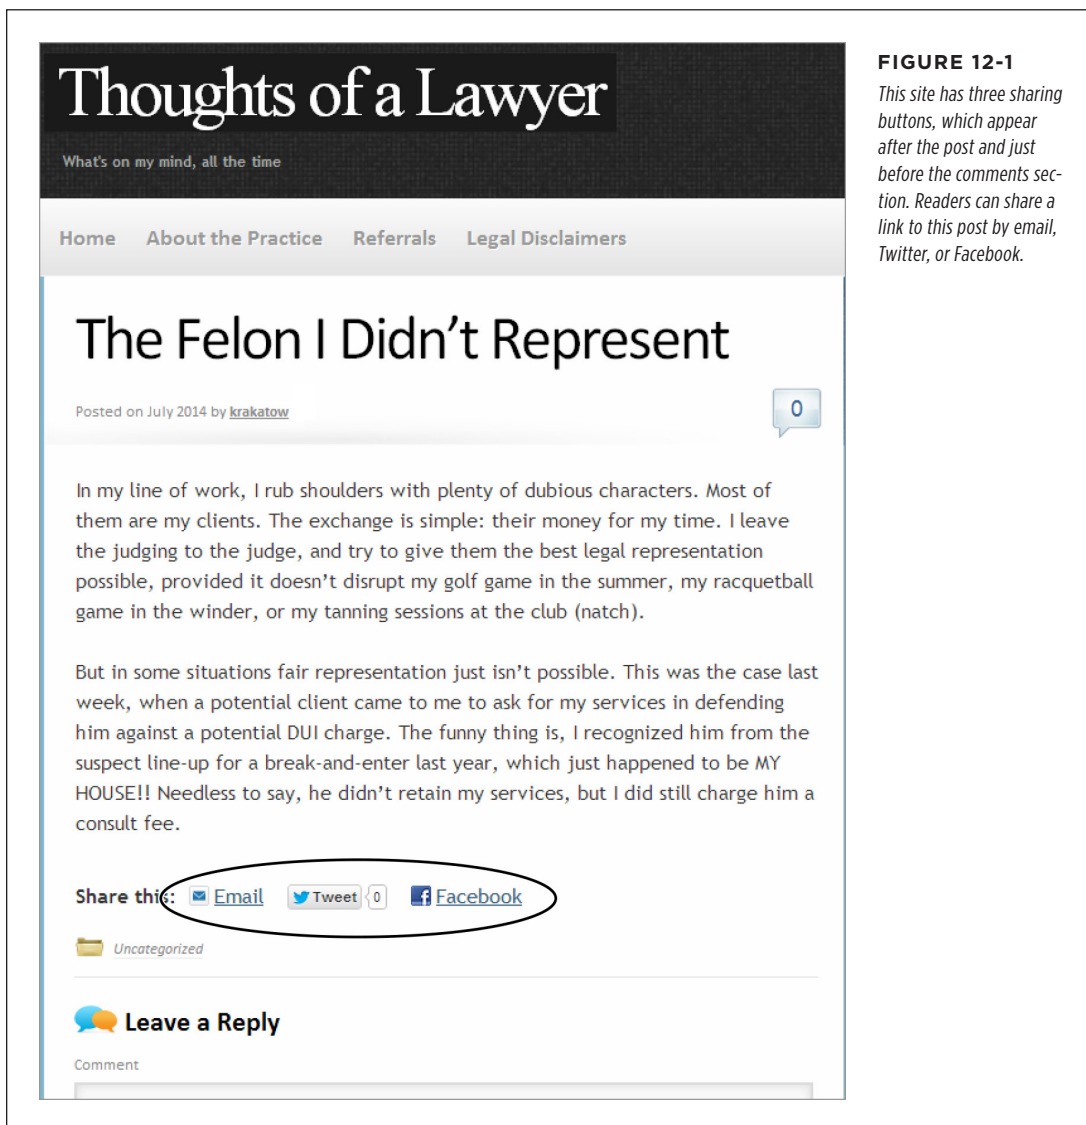 Thoughts of a Lawyer
What's on my mind, all the time
Home About the Practice Referrals Legal Disclaimers
The Felon I Didn't Represent
Posted on July 2014 by krakatow
0
In my line of work, I rub shoulders with plenty of dubious characters. Most of
them are my clients. The exchange is simple: their money for my time. I leave
the judging to the judge, and try to give them the best legal representation
possible, provided it doesn't disrupt my golf game in the summer, my racquetball
game in the winder, or my tanning sessions at the club (natch).
But in some situations fair representation just isn't possible. This was the case last
week, when a potential client came to me to ask for my services in defending
him against a potential DUI charge. The funny thing is, I recognized him from the
suspect line-up for a break-and-enter last year, which just happened to be MY
HOUSE!! Needless to say, he didn't retain my services, but I did still charge him a
consult fee.
Share this: Email Tweet 0 Facebook
Uncategorized
Leave a Reply
Comment
FIGURE 12-1
This site has three sharing
buttons, which appear
after the post and just
before the comments sec-
tion. Readers can share a
link to this post by email,
Twitter, or Facebook.